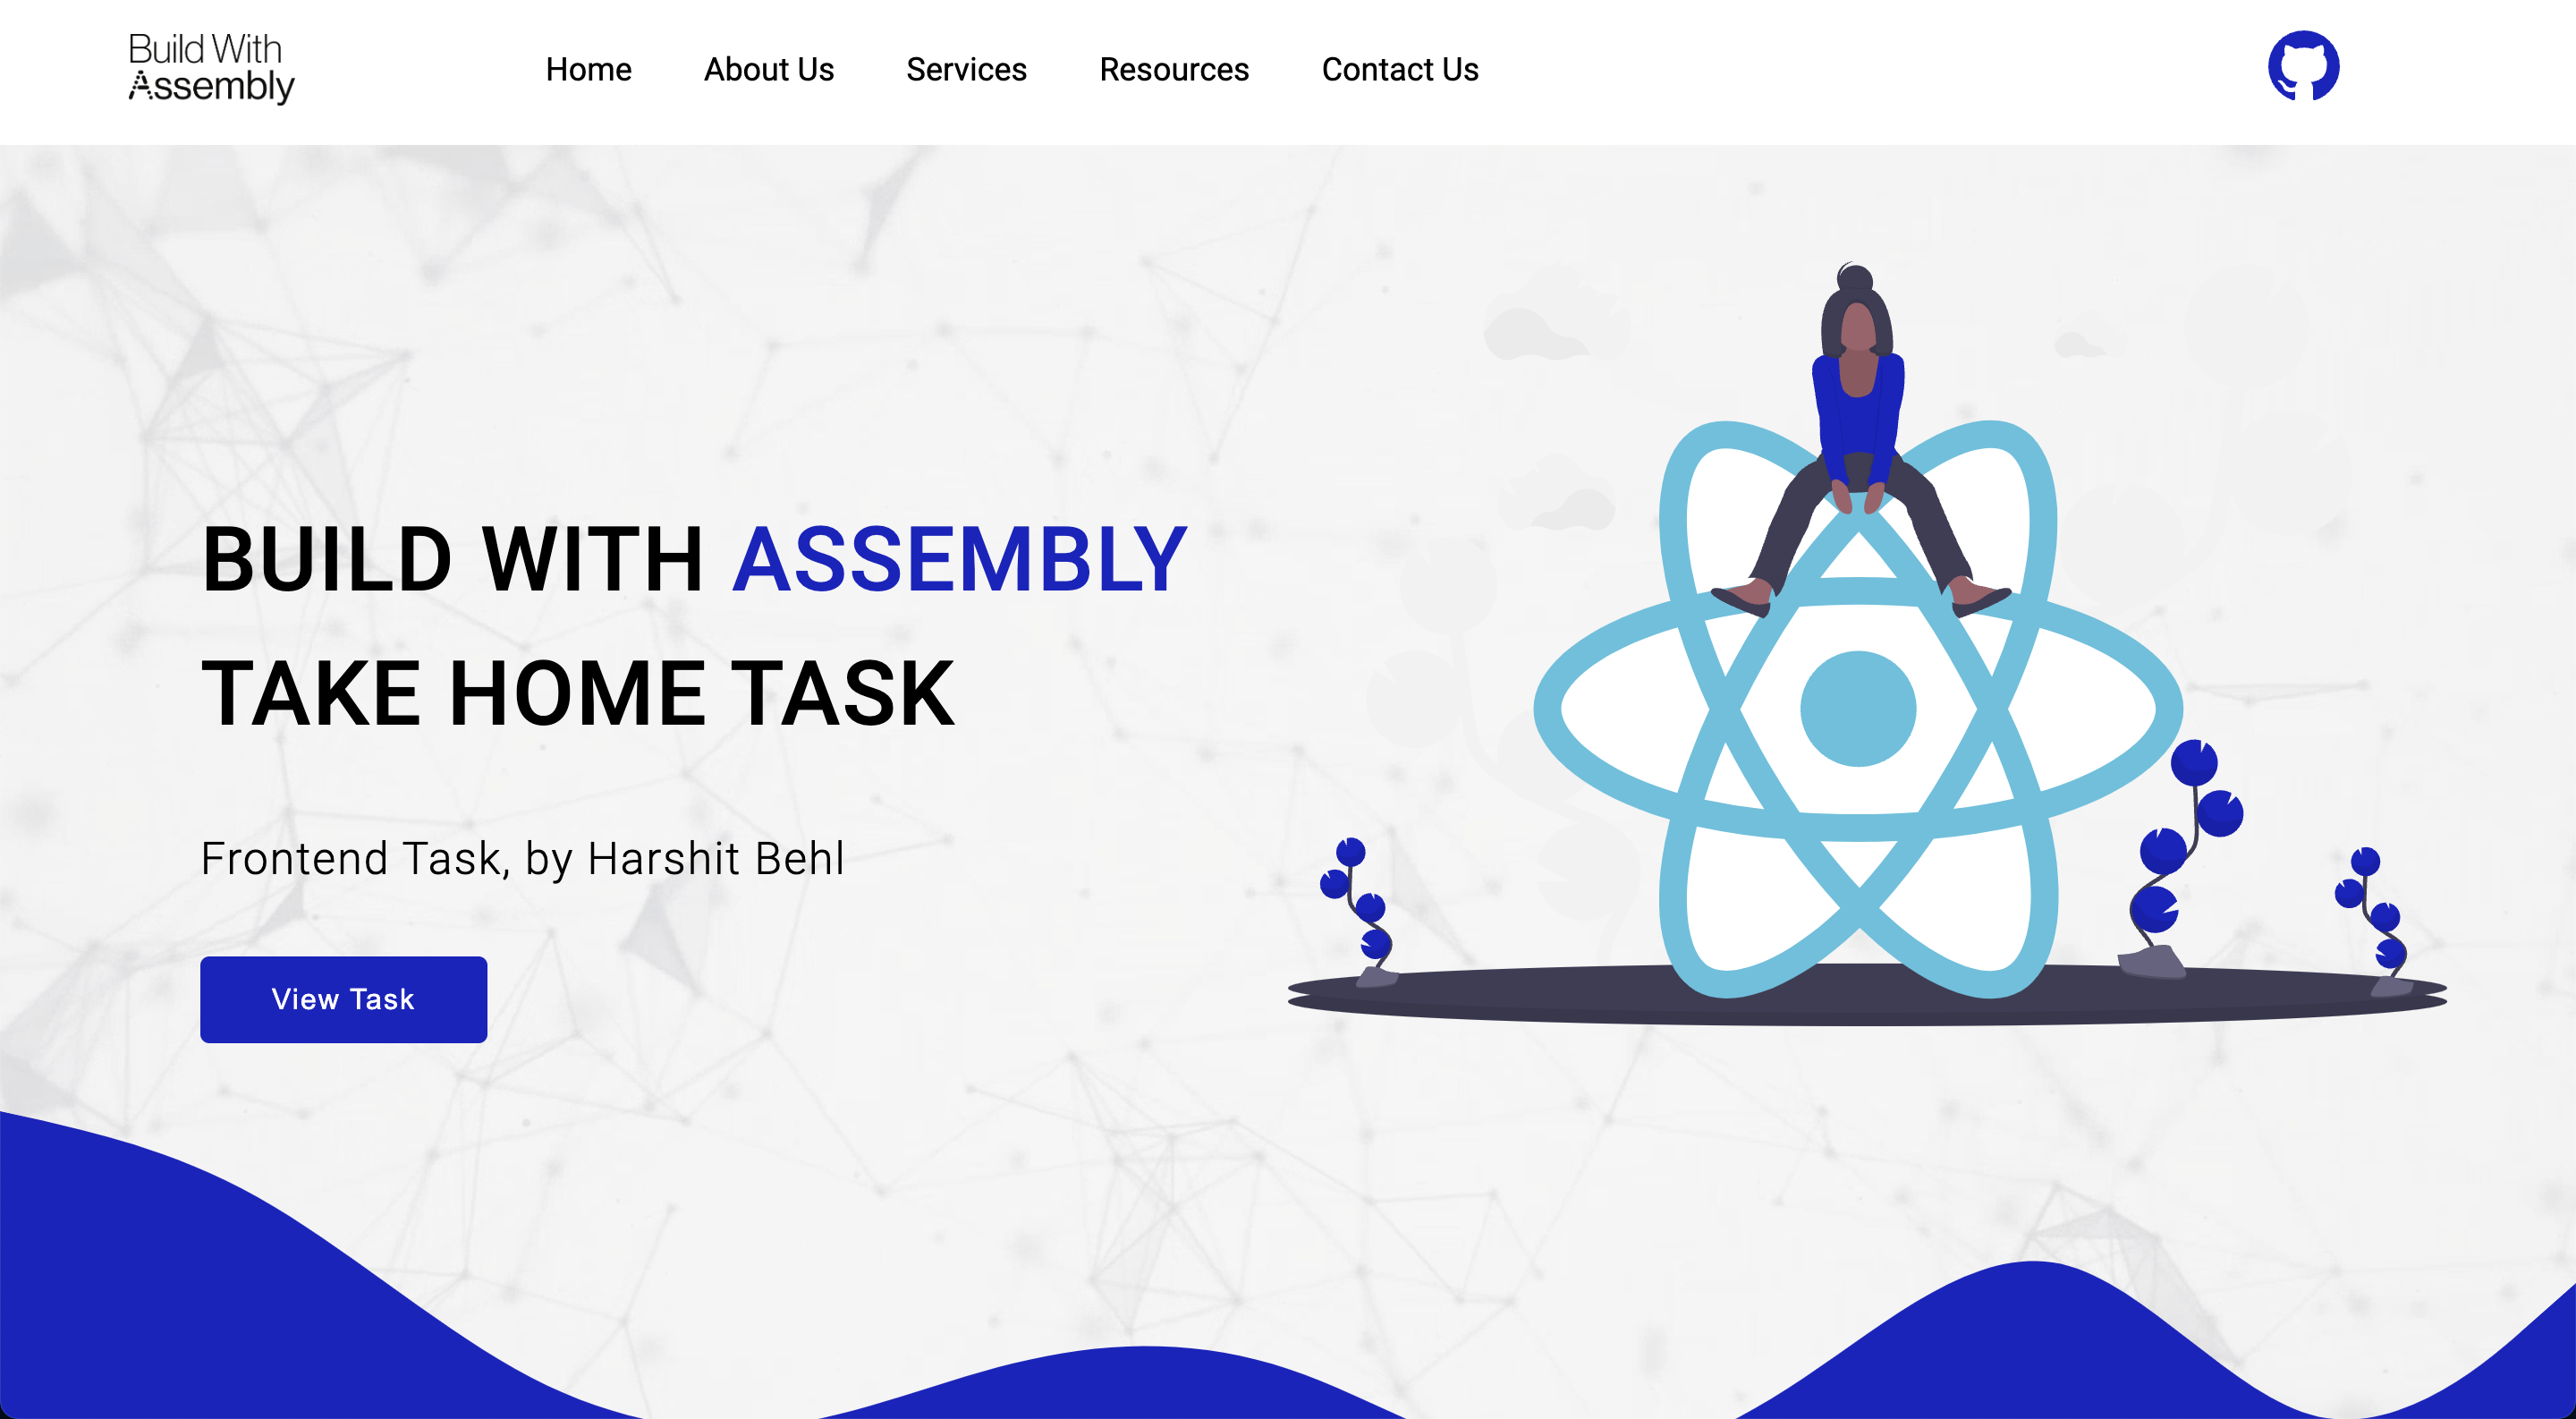 Build With
Assembly
Home About Us Services Resources Contact Us
BUILD WITH ASSEMBLY
TAKE HOME TASK
Frontend Task, by Harshit Behl
View Task